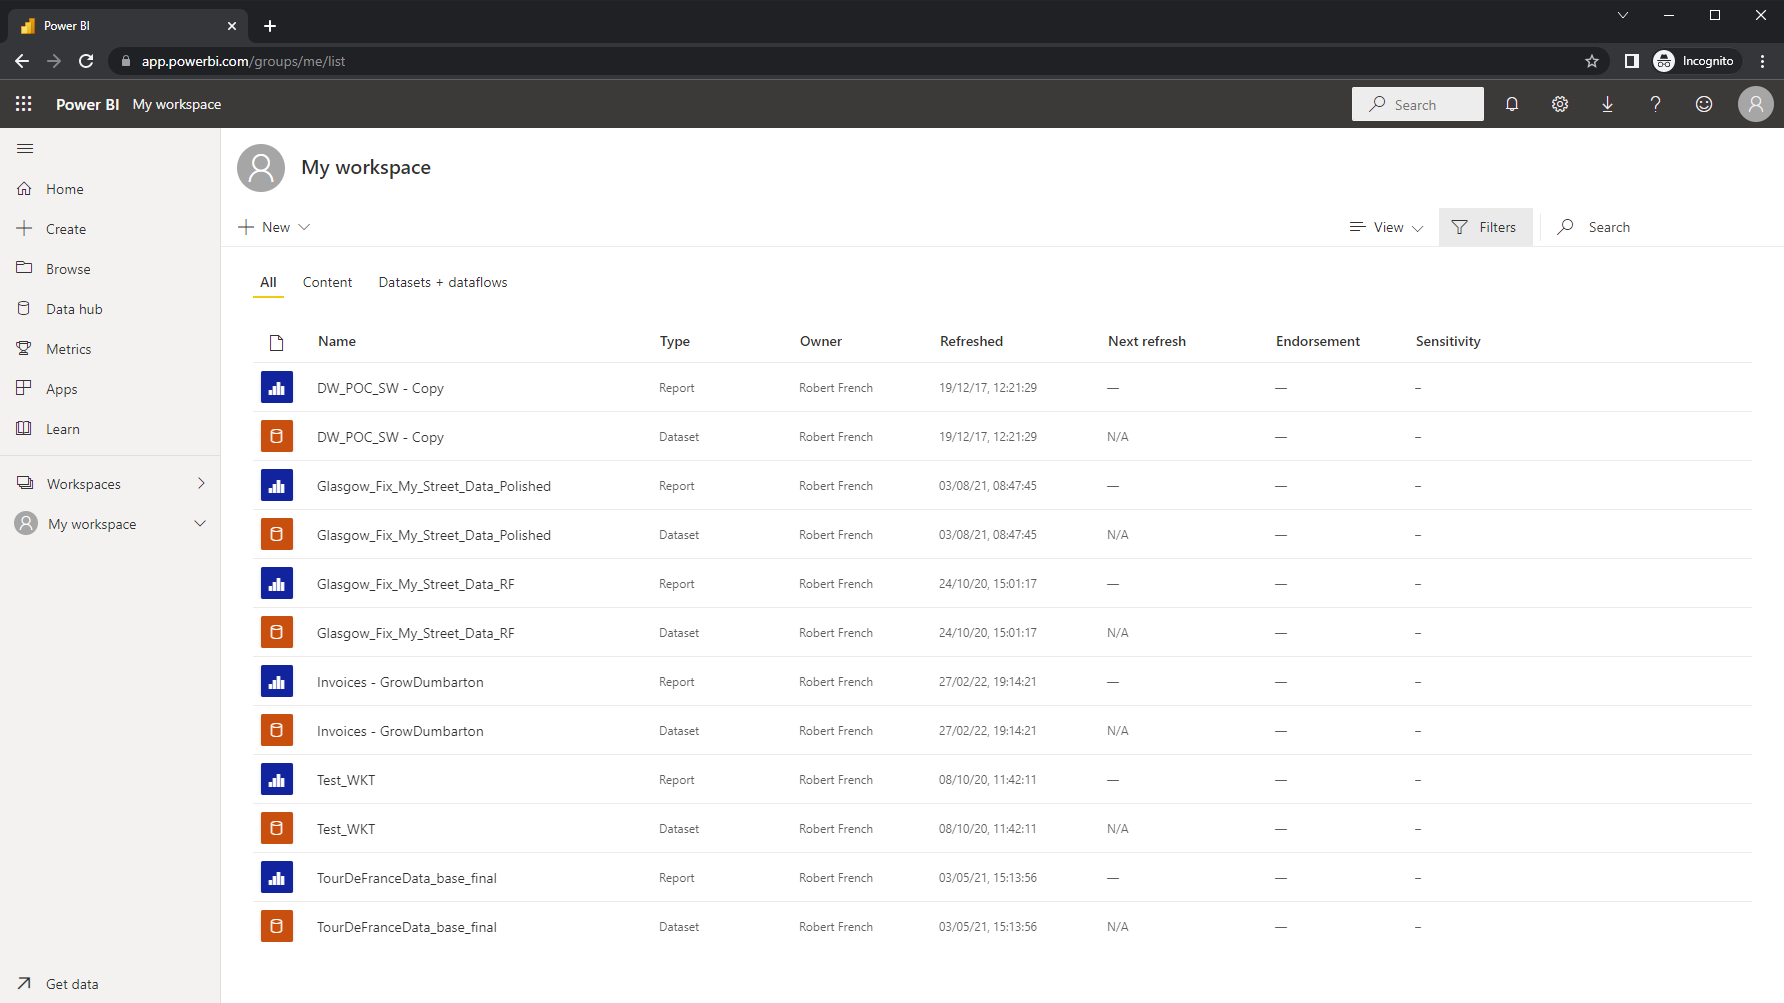 Power BI
app.powerbi.com/groups/me/list
Incognito
Power BI My workspace
Search
My workspace
Home
Create
Browse
Data hub
Metrics
Apps
Learn
Workspaces
My workspace
Get data
New
View
Filters
Search
All Content Datasets + dataflows
Name Type Owner Refreshed Next refresh Endorsement Sensitivity
DW_POC_SW - Copy Report Robert French 19/12/17, 12:21:29 — — –
DW_POC_SW - Copy Dataset Robert French 19/12/17, 12:21:29 N/A — –
Glasgow_Fix_My_Street_Data_Polished Report Robert French 03/08/21, 08:47:45 — — –
Glasgow_Fix_My_Street_Data_Polished Dataset Robert French 03/08/21, 08:47:45 N/A — –
Glasgow_Fix_My_Street_Data_RF Report Robert French 24/10/20, 15:01:17 — — –
Glasgow_Fix_My_Street_Data_RF Dataset Robert French 24/10/20, 15:01:17 N/A — –
Invoices - GrowDumbarton Report Robert French 27/02/22, 19:14:21 — — –
Invoices - GrowDumbarton Dataset Robert French 27/02/22, 19:14:21 N/A — –
Test_WKT Report Robert French 08/10/20, 11:42:11 — — –
Test_WKT Dataset Robert French 08/10/20, 11:42:11 N/A — –
TourDeFranceData_base_final Report Robert French 03/05/21, 15:13:56 — — –
TourDeFranceData_base_final Dataset Robert French 03/05/21, 15:13:56 N/A — –